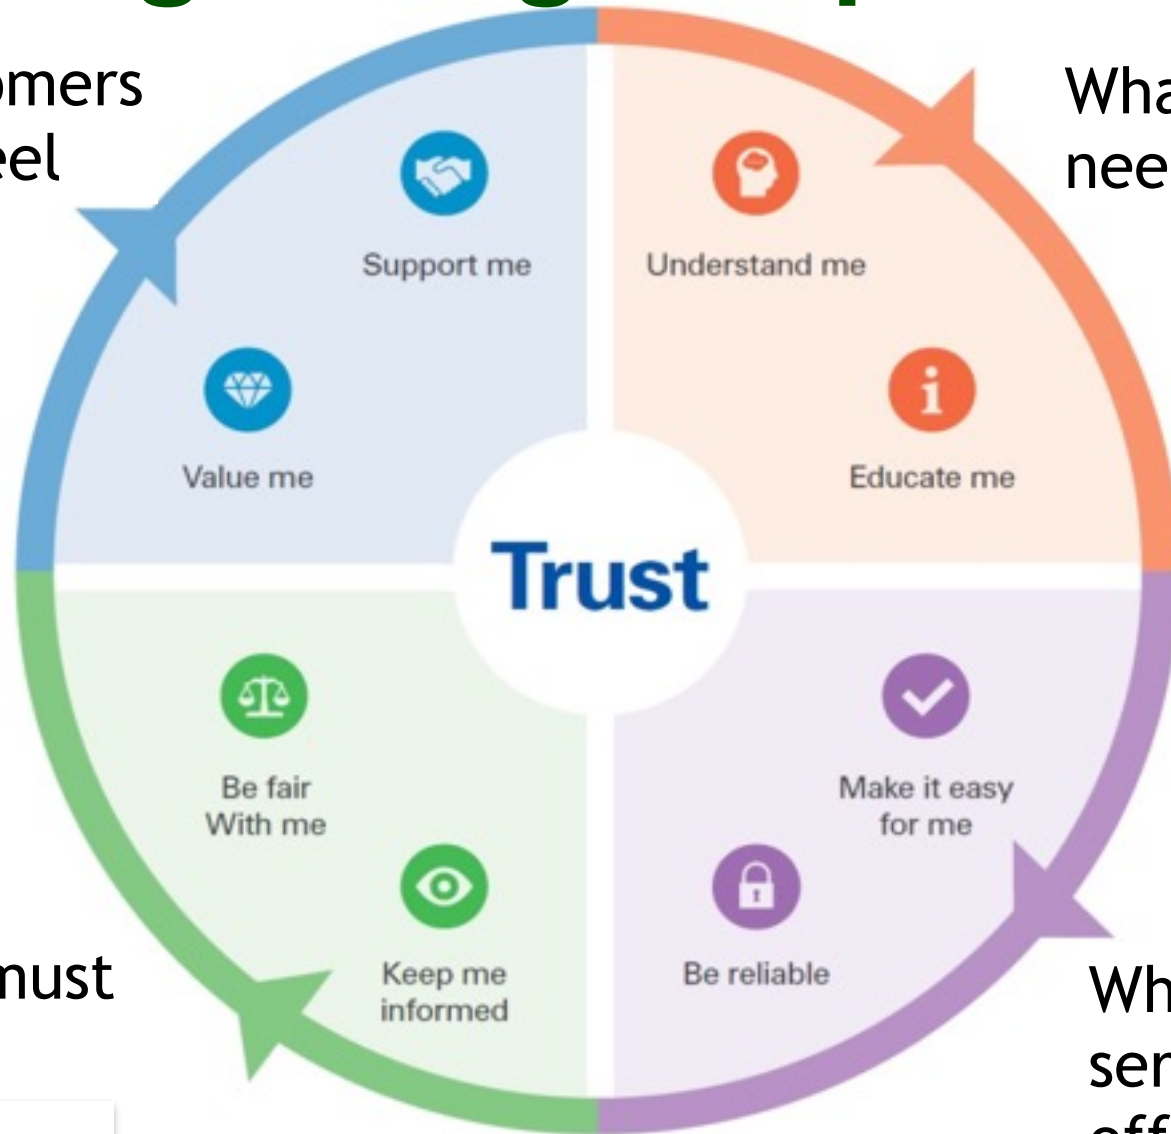 omers
eel
Wha
nee
Support me
Understand me
Value me
Educate me
Trust
Be fair
With me
Make it easy
for me
Keep me
informed
Be reliable
must
Wh
ser